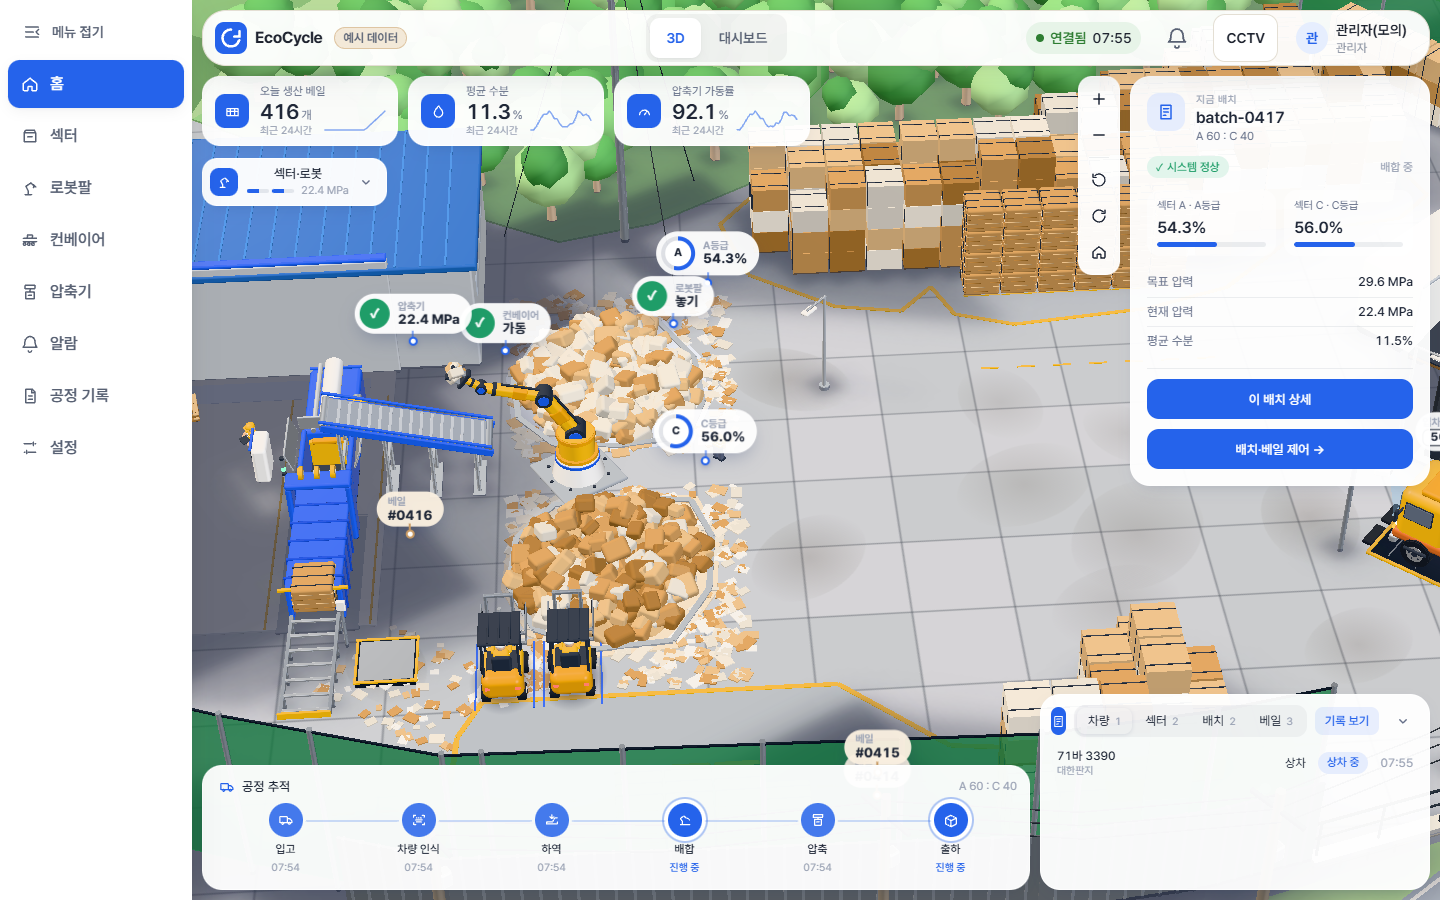 메뉴 접기
홈
섹터
로봇팔
컨베이어
압축기
알람
공정 기록
설정
EcoCycle
예시 데이터
3D
대시보드
연결됨 07:55
CCTV
관
관리자(모의)
관리자
오늘 생산 베일
416개
최근 24시간
평균 수분
11.3%
최근 24시간
압축기 가동률
92.1%
최근 24시간
섹터·로봇
22.4 MPa
지금 배치
batch-0417
A 60 : C 40
✓ 시스템 정상
배합 중
섹터 A · A등급
54.3%
섹터 C · C등급
56.0%
목표 압력 29.6 MPa
현재 압력 22.4 MPa
평균 수분 11.5%
이 배치 상세
배치·베일 제어 →
A
A등급
54.3%
로봇팔
놓기
압축기
22.4 MPa
컨베이어
가동
C
C등급
56.0%
베일
#0416
베일
#0415
공정 추적
A 60 : C 40
입고
07:54
차량 인식
07:54
하역
07:54
배합
진행 중
압축
07:54
출하
진행 중
차량 1
섹터 2
배치 2
베일 3
기록 보기
71바 3390
대한판지
상차
상차 중
07:55